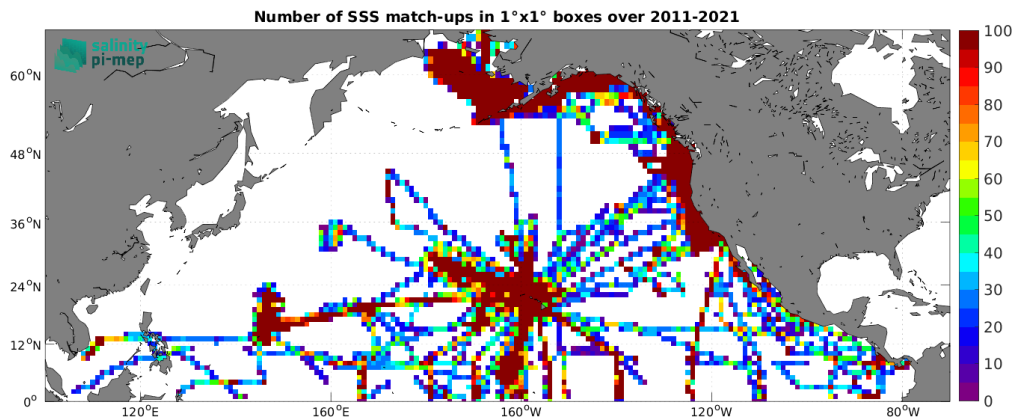 Number of SSS match-ups in 1°x1° boxes over 2011-2021
salinity
pi-mep
60°N
48°N
36°N
24°N
12°N
0°
120°E
160°E
160°W
120°W
80°W
100
90
80
70
60
50
40
30
20
10
0